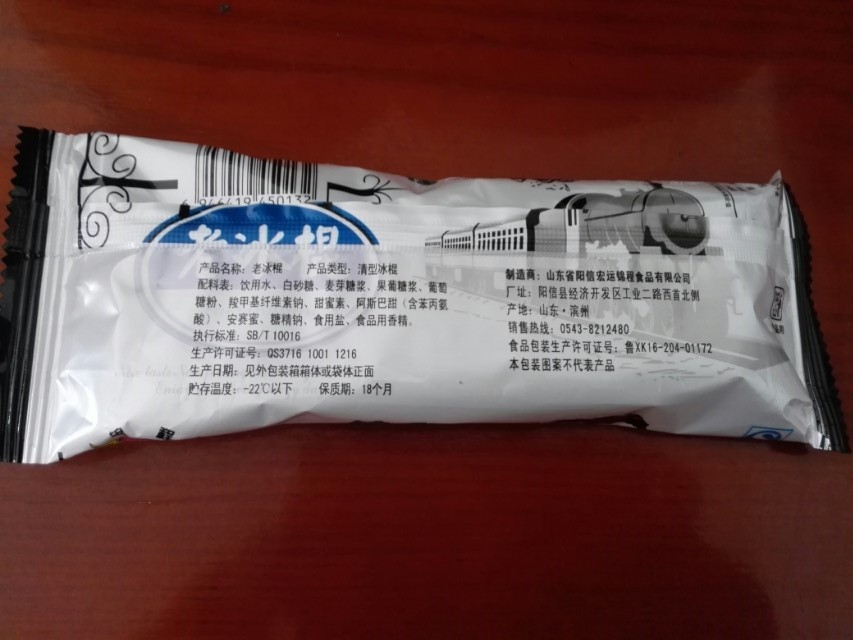 6944419450132
老冰棍
产品名称：老冰棍 产品类型：清型冰棍
配料表：饮用水、白砂糖、麦芽糖浆、果葡糖浆、葡萄
糖粉、羧甲基纤维素钠、甜蜜素、阿斯巴甜（含苯丙氨
酸）、安赛蜜、糖精钠、食用盐、食品用香精。
执行标准：SB/T 10016
生产许可证号：QS3716 1001 1216
生产日期：见外包装箱箱体或袋体正面
贮存温度：-22℃以下 保质期：18个月
制造商：山东省阳信宏运锦程食品有限公司
厂址：阳信县经济开发区工业二路西首北侧
产地：山东·滨州
销售热线：0543-8212480
食品包装生产许可证号：鲁XK16-204-01172
本包装图案不代表产品